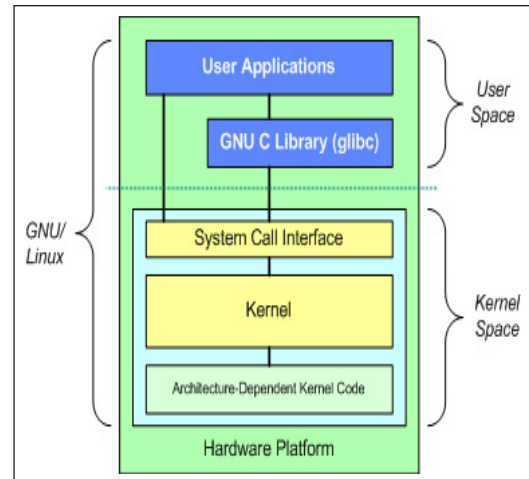 User Applications
GNU C Library (glibc)
User
Space
GNU/
Linux
System Call Interface
Kernel
Architecture-Dependent Kernel Code
Kernel
Space
Hardware Platform